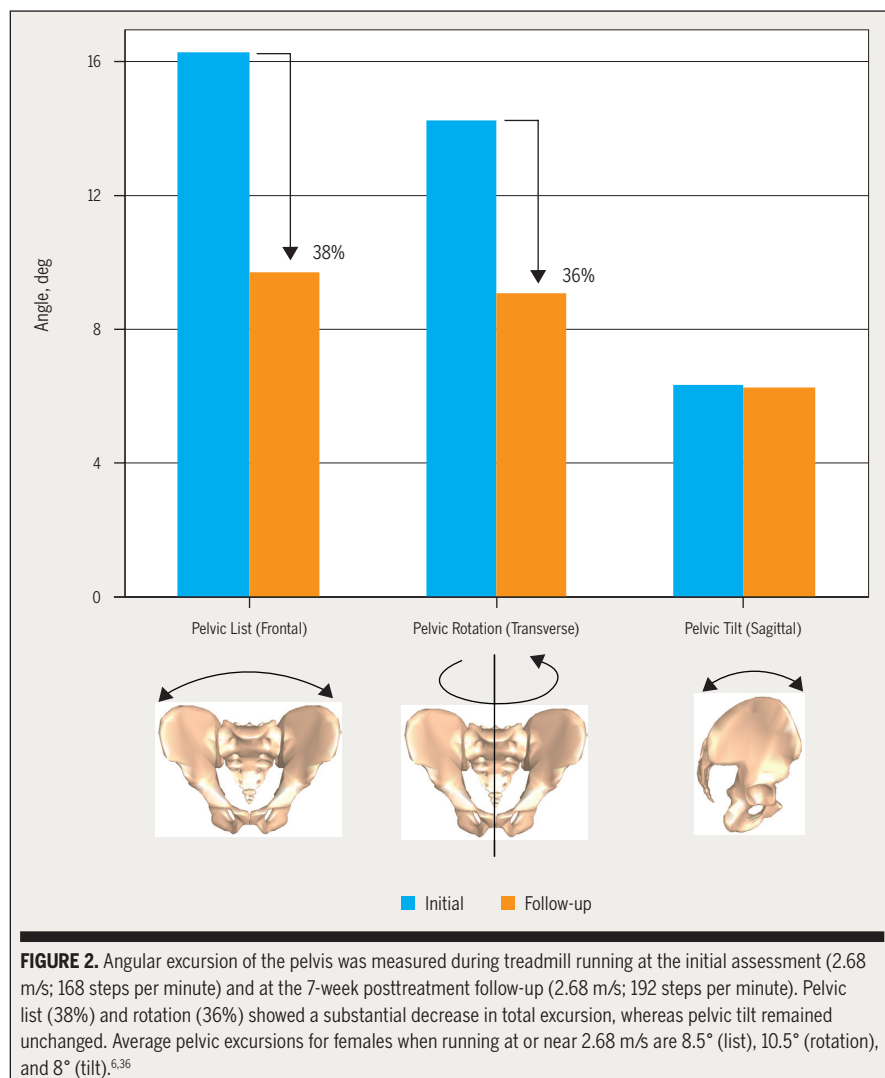 16
12
8
4
0
Angle, deg
38%
36%
Pelvic List (Frontal)
Pelvic Rotation (Transverse)
Pelvic Tilt (Sagittal)
Initial
Follow-up
FIGURE 2. Angular excursion of the pelvis was measured during treadmill running at the initial assessment (2.68
m/s; 168 steps per minute) and at the 7-week posttreatment follow-up (2.68 m/s; 192 steps per minute). Pelvic
list (38%) and rotation (36%) showed a substantial decrease in total excursion, whereas pelvic tilt remained
unchanged. Average pelvic excursions for females when running at or near 2.68 m/s are 8.5° (list), 10.5° (rotation),
and 8° (tilt).6,36